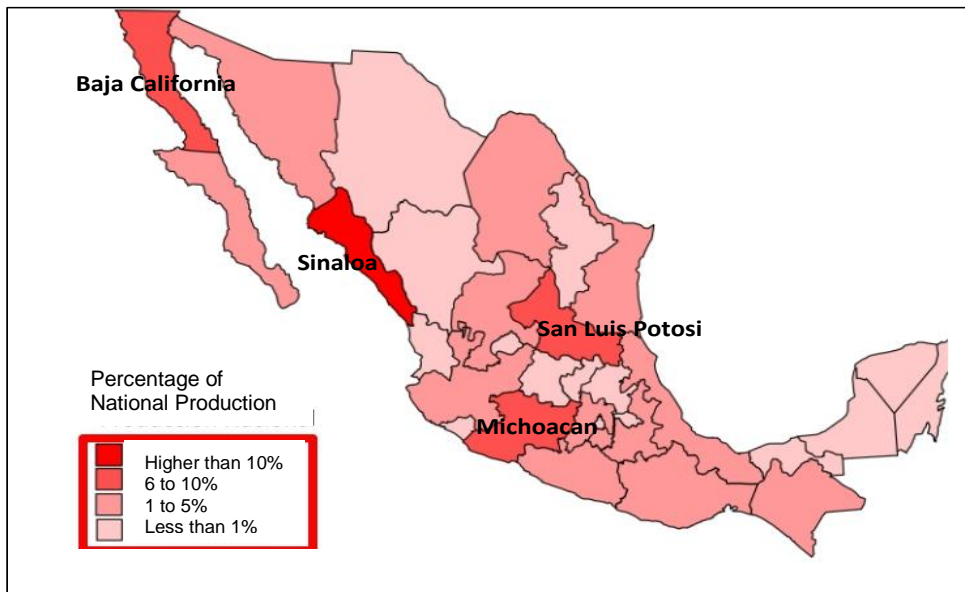 Baja California
Sinaloa
San Luis Potosi
Michoacan
Percentage of
National Production
Higher than 10%
6 to 10%
1 to 5%
Less than 1%